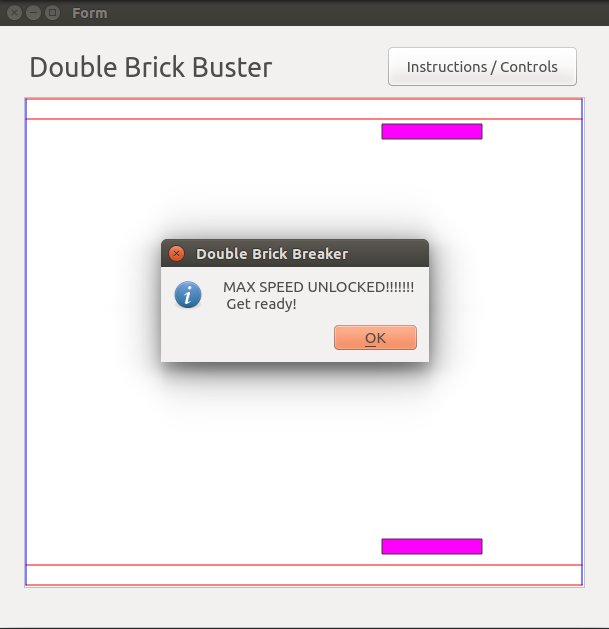 Form
Double Brick Buster
Instructions / Controls
Double Brick Breaker
MAX SPEED UNLOCKED!!!!!!!
Get ready!
OK